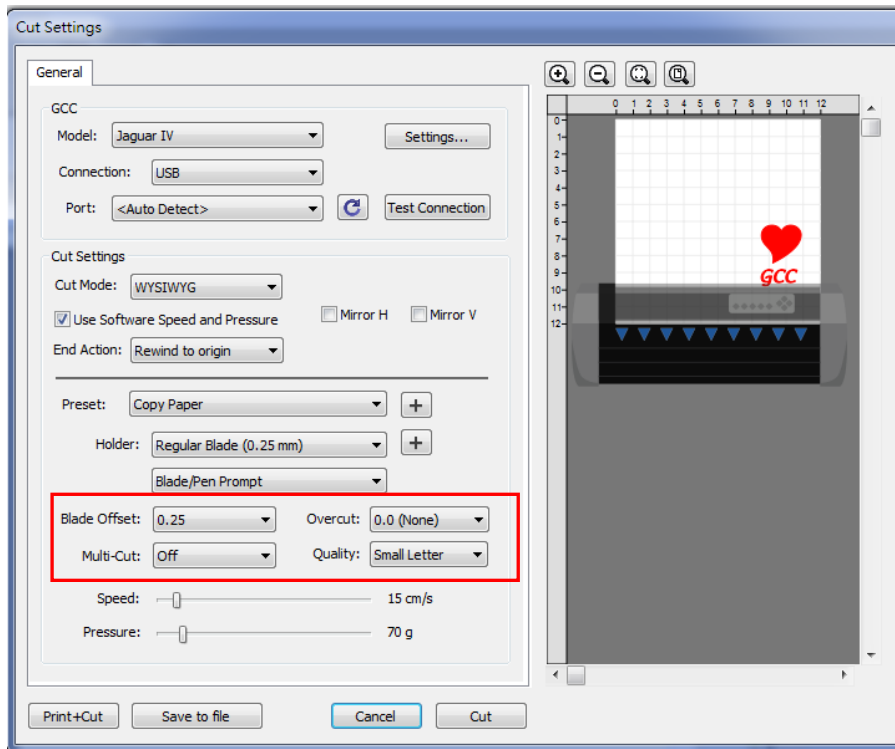 Cut Settings
General
GCC
Model: Jaguar IV Settings...
Connection: USB
Port: <Auto Detect> Test Connection
Cut Settings
Cut Mode: WYSIWYG
Use Software Speed and Pressure Mirror H Mirror V
End Action: Rewind to origin
Preset: Copy Paper +
Holder: Regular Blade (0.25 mm) +
Blade/Pen Prompt
Blade Offset: 0.25 Overcut: 0.0 (None)
Multi-Cut: Off Quality: Small Letter
Speed: 15 cm/s
Pressure: 70 g
Print+Cut Save to file Cancel Cut
0 1 2 3 4 5 6 7 8 9 10 11 12
0
1
2
3
4
5
6
7
8
9
10
11
12
GCC